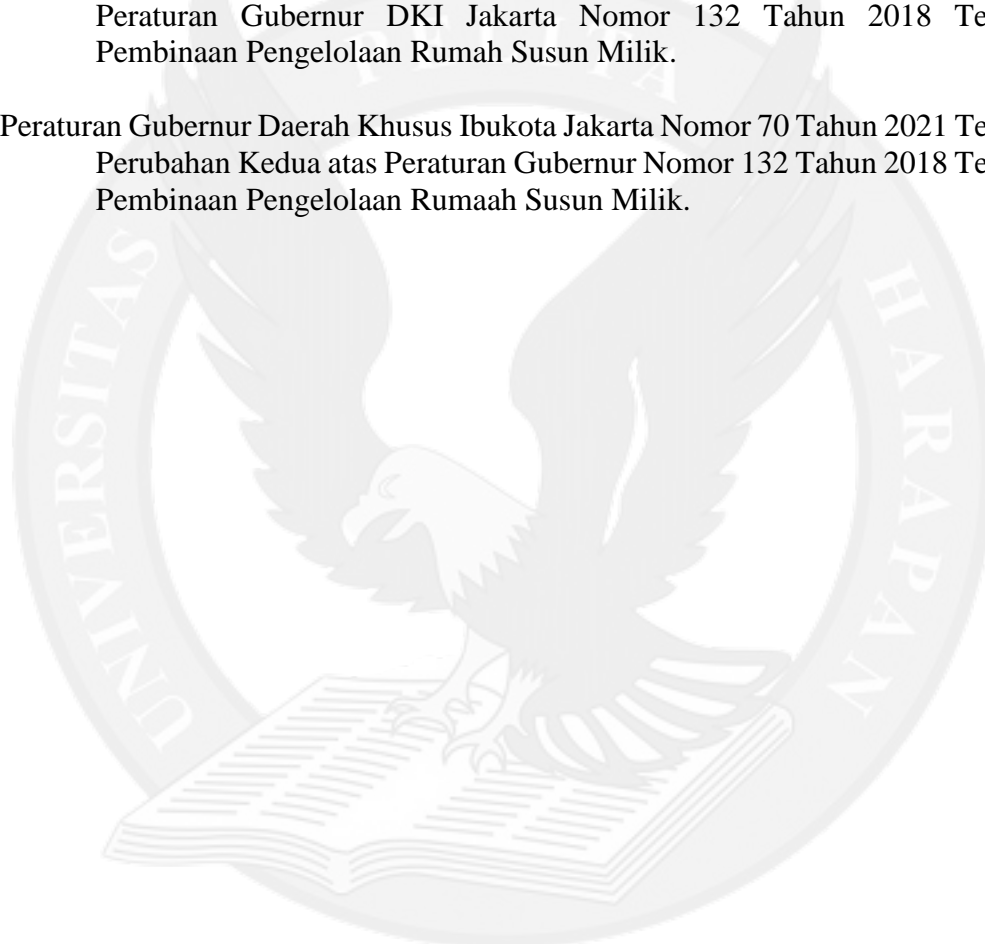 Peraturan Gubernur DKI Jakarta Nomor 132 Tahun 2018 Te
Pembinaan Pengelolaan Rumah Susun Milik.
Peraturan Gubernur Daerah Khusus Ibukota Jakarta Nomor 70 Tahun 2021 Te
Perubahan Kedua atas Peraturan Gubernur Nomor 132 Tahun 2018 Te
Pembinaan Pengelolaan Rumaah Susun Milik.
UNIVERSITAS
PELITA
HARAPAN